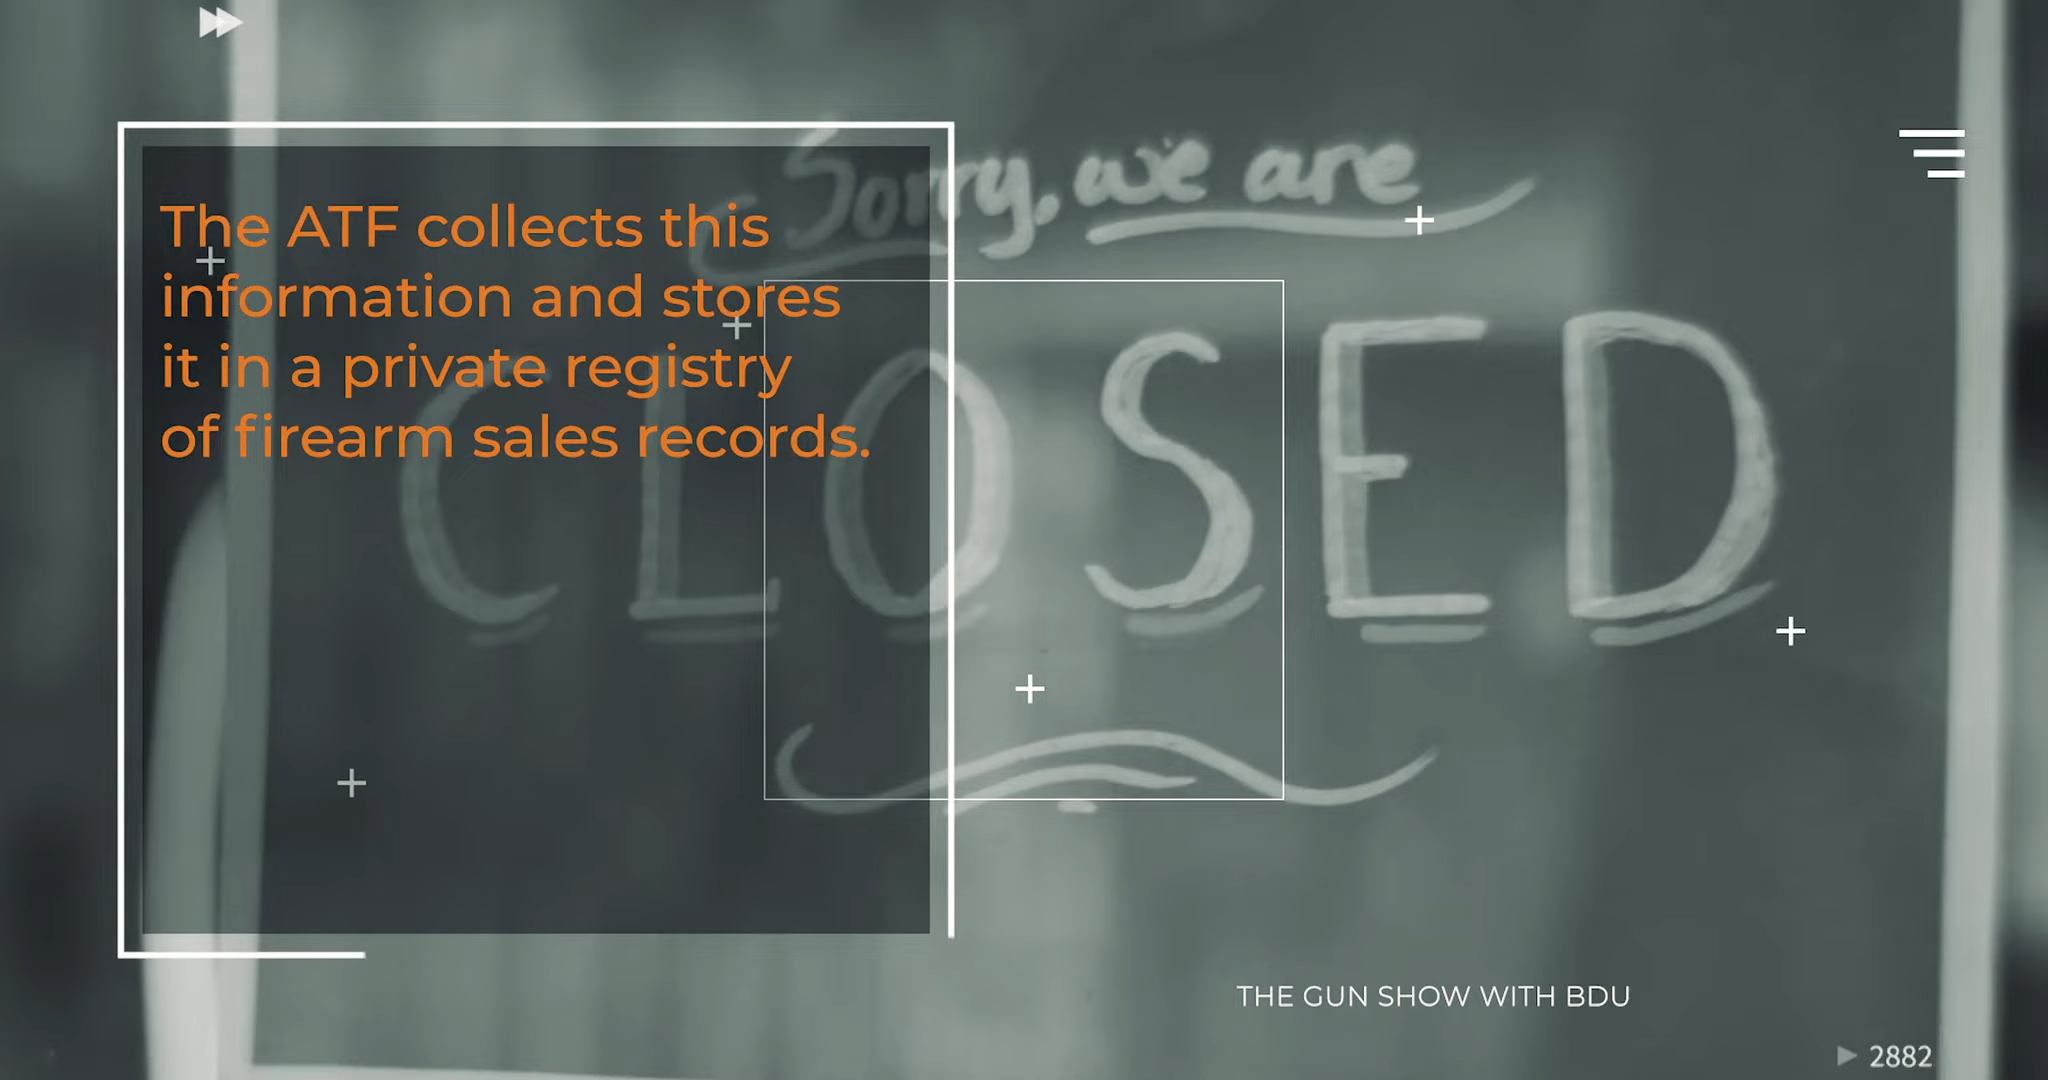 Sorry, we are
CLOSED
The ATF collects this
information and stores
it in a private registry
of firearm sales records.
THE GUN SHOW WITH BDU
2882